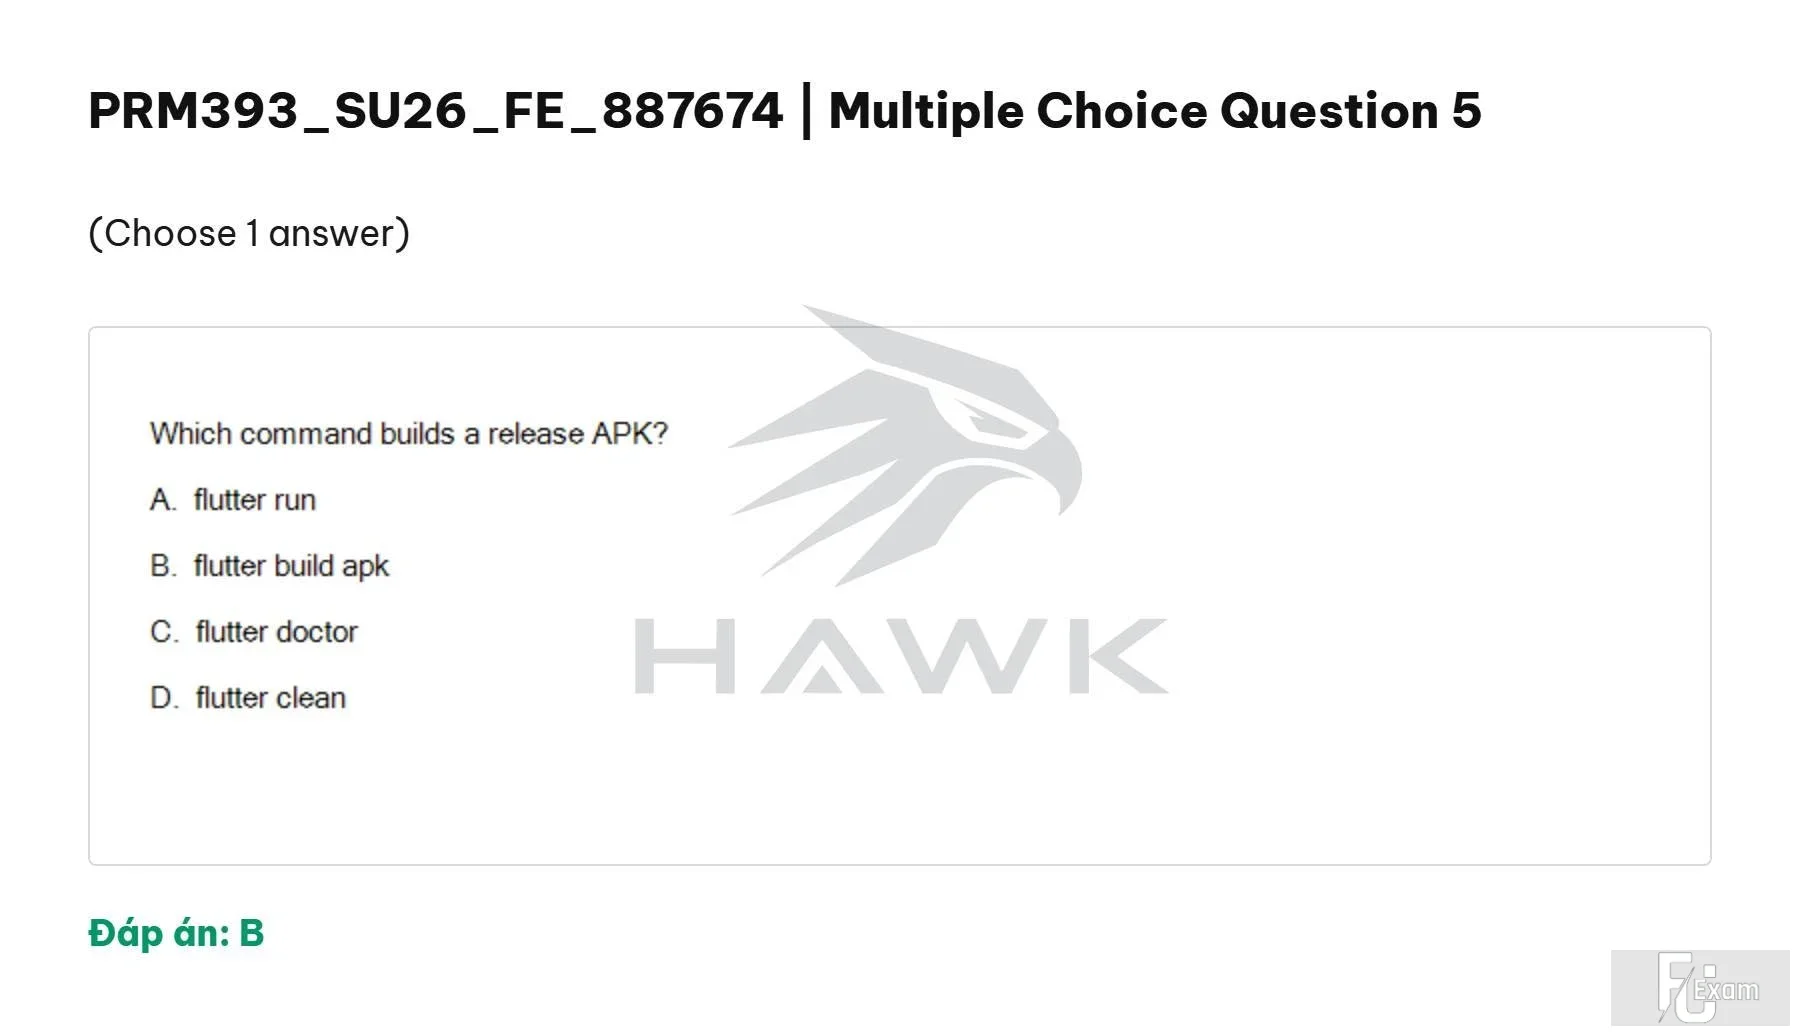 PRM393_SU26_FE_887674 | Multiple Choice Question 5
(Choose 1 answer)
Which command builds a release APK?
A. flutter run
B. flutter build apk
C. flutter doctor
D. flutter clean
HAWK
Đáp án: B
FU Exam